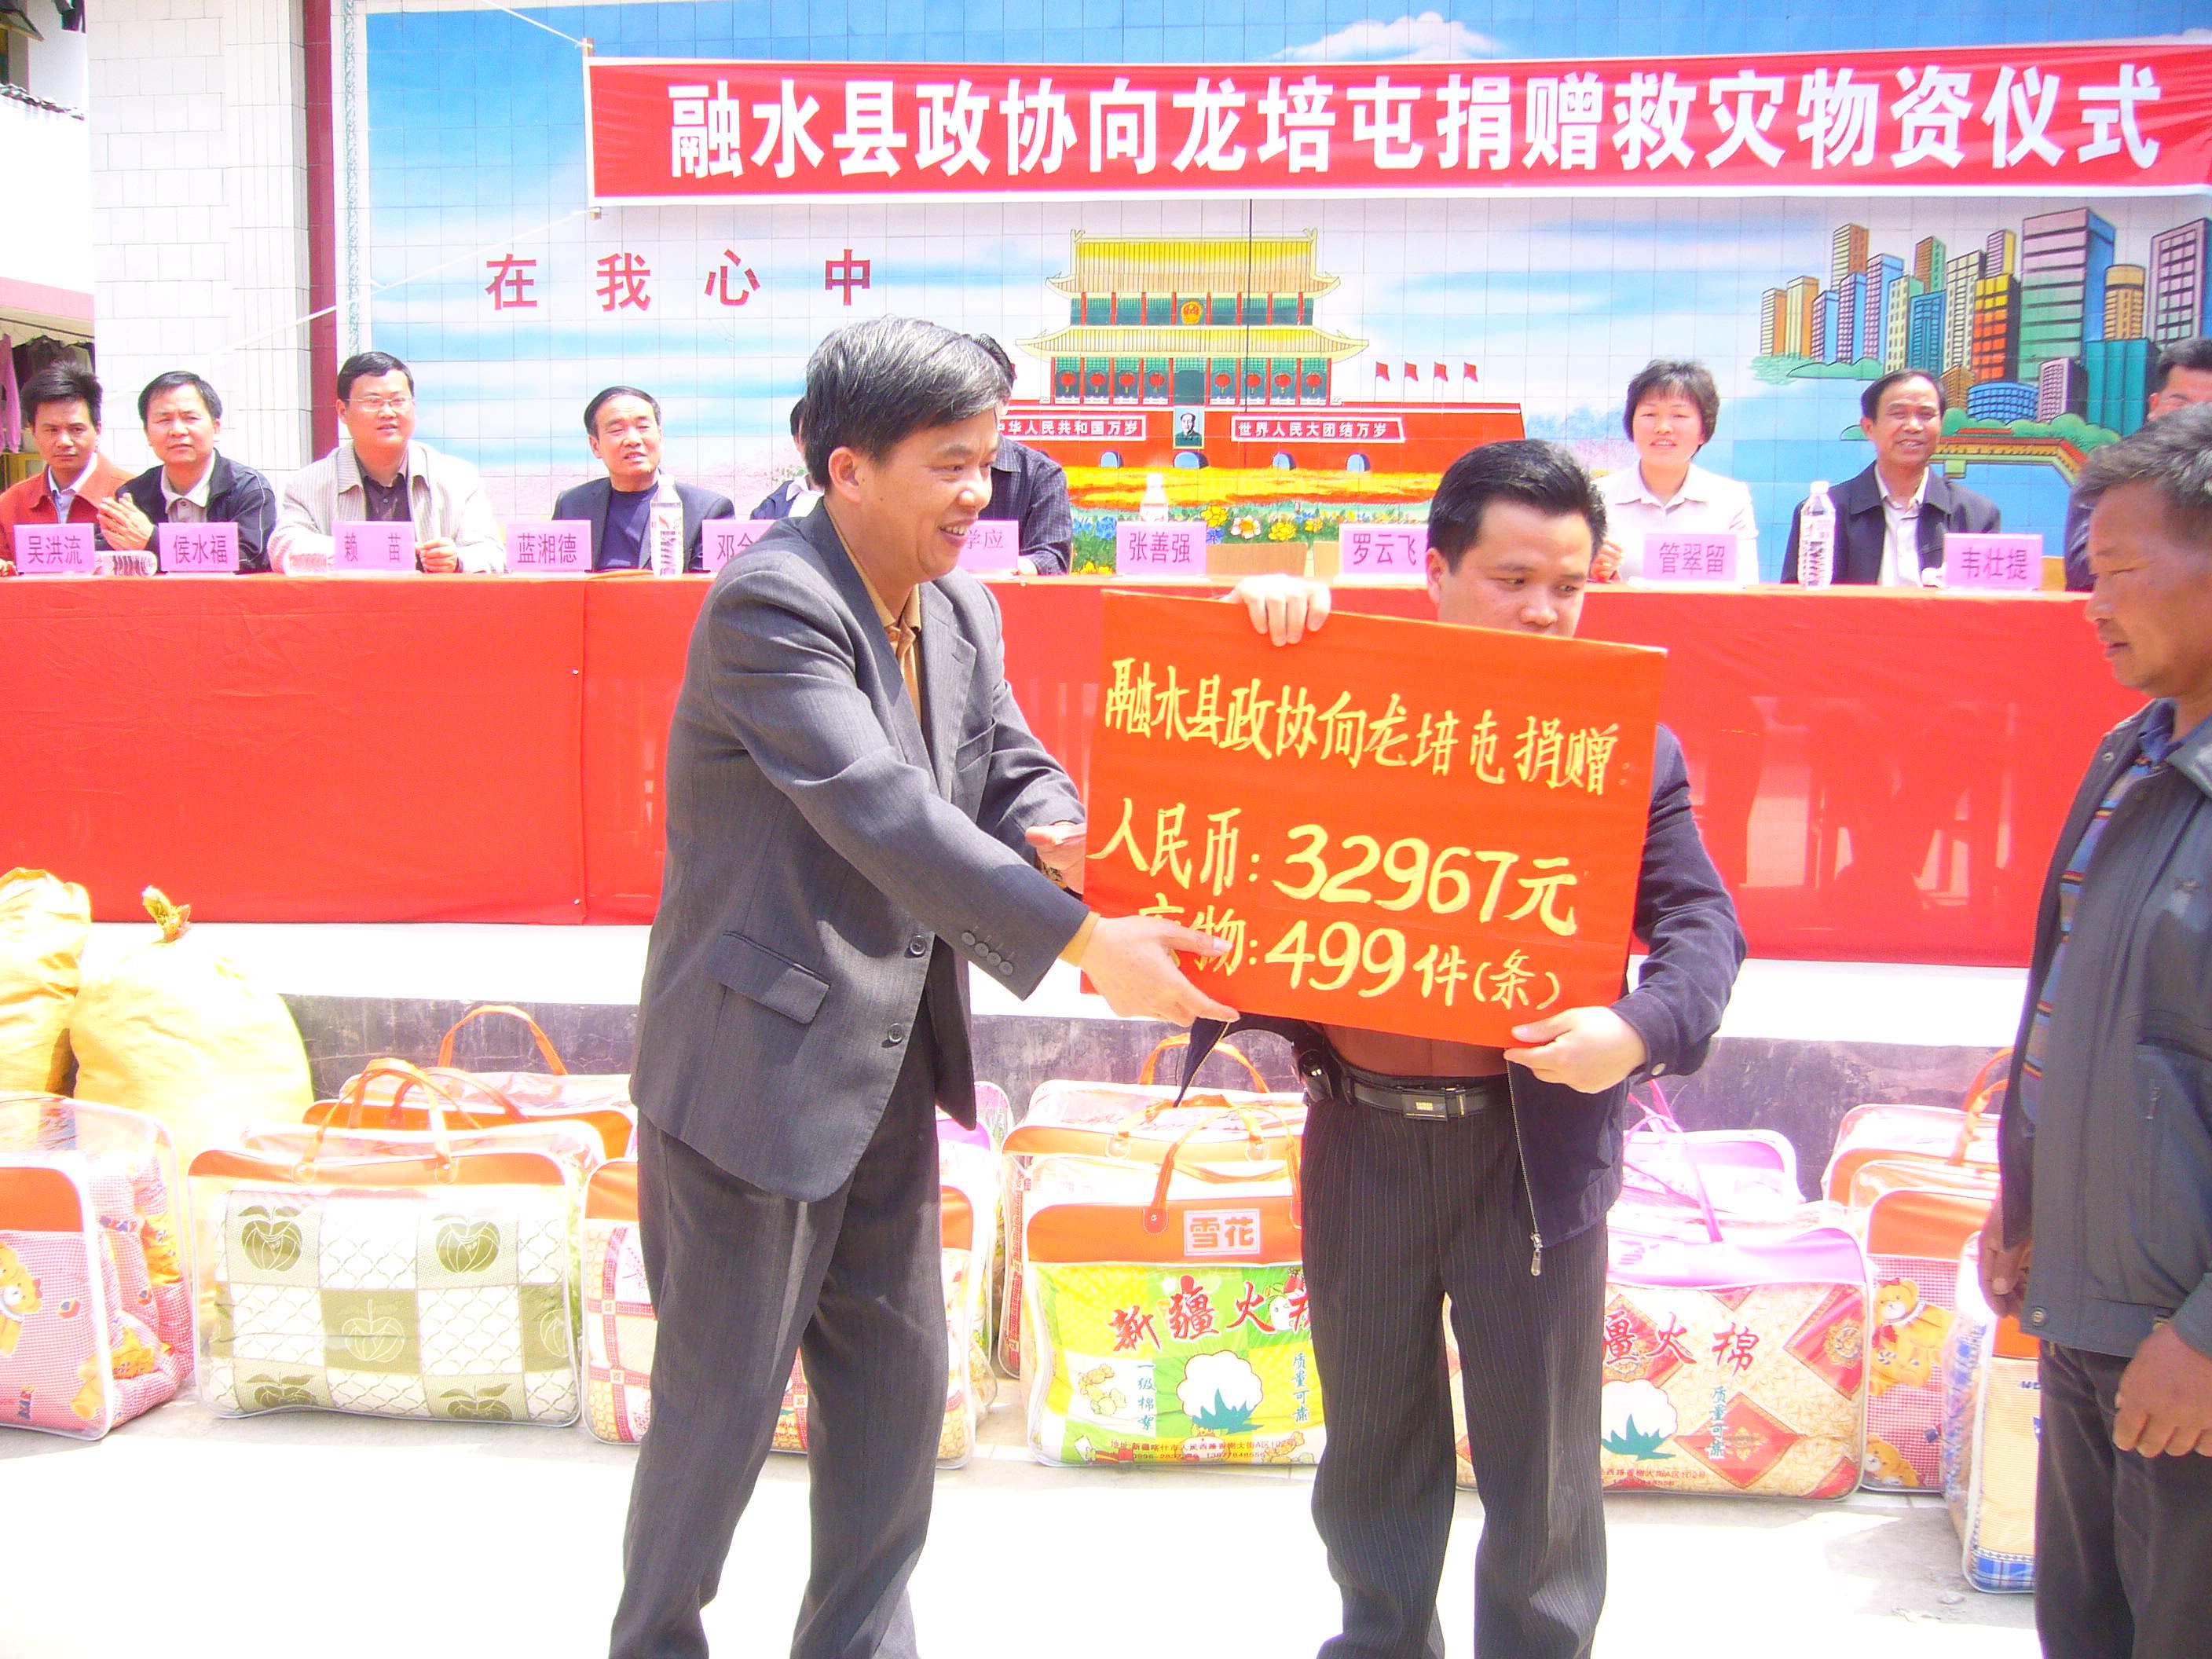 融水县政协向龙培屯捐赠救灾物资仪式
在我心中
中华人民共和国万岁
世界人民大团结万岁
吴洪流
侯水福
赖苗
蓝湘德
邓
学应
张善强
罗云飞
管翠留
韦壮提
融水县政协向龙培屯捐赠:
人民币:32967元
物:499件(条)
雪花
新疆火棉
一级棉案
质量可靠
疆火棉
质量可靠